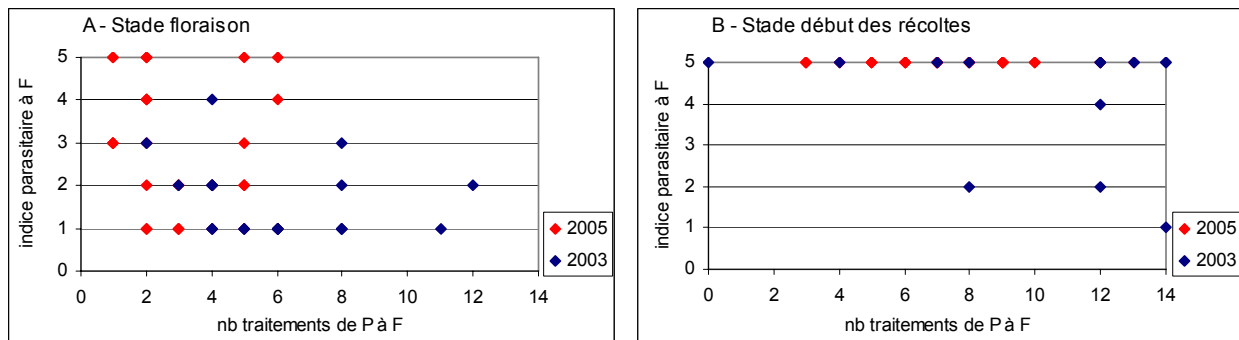 A - Stade floraison
indice parasitaire à F
5
4
3
2
1
0
0 2 4 6 8 10 12 14
nb traitements de P à F
2005
2003
B - Stade début des récoltes
indice parasitaire à F
5
4
3
2
1
0
0 2 4 6 8 10 12 14
nb traitements de P à F
2005
2003